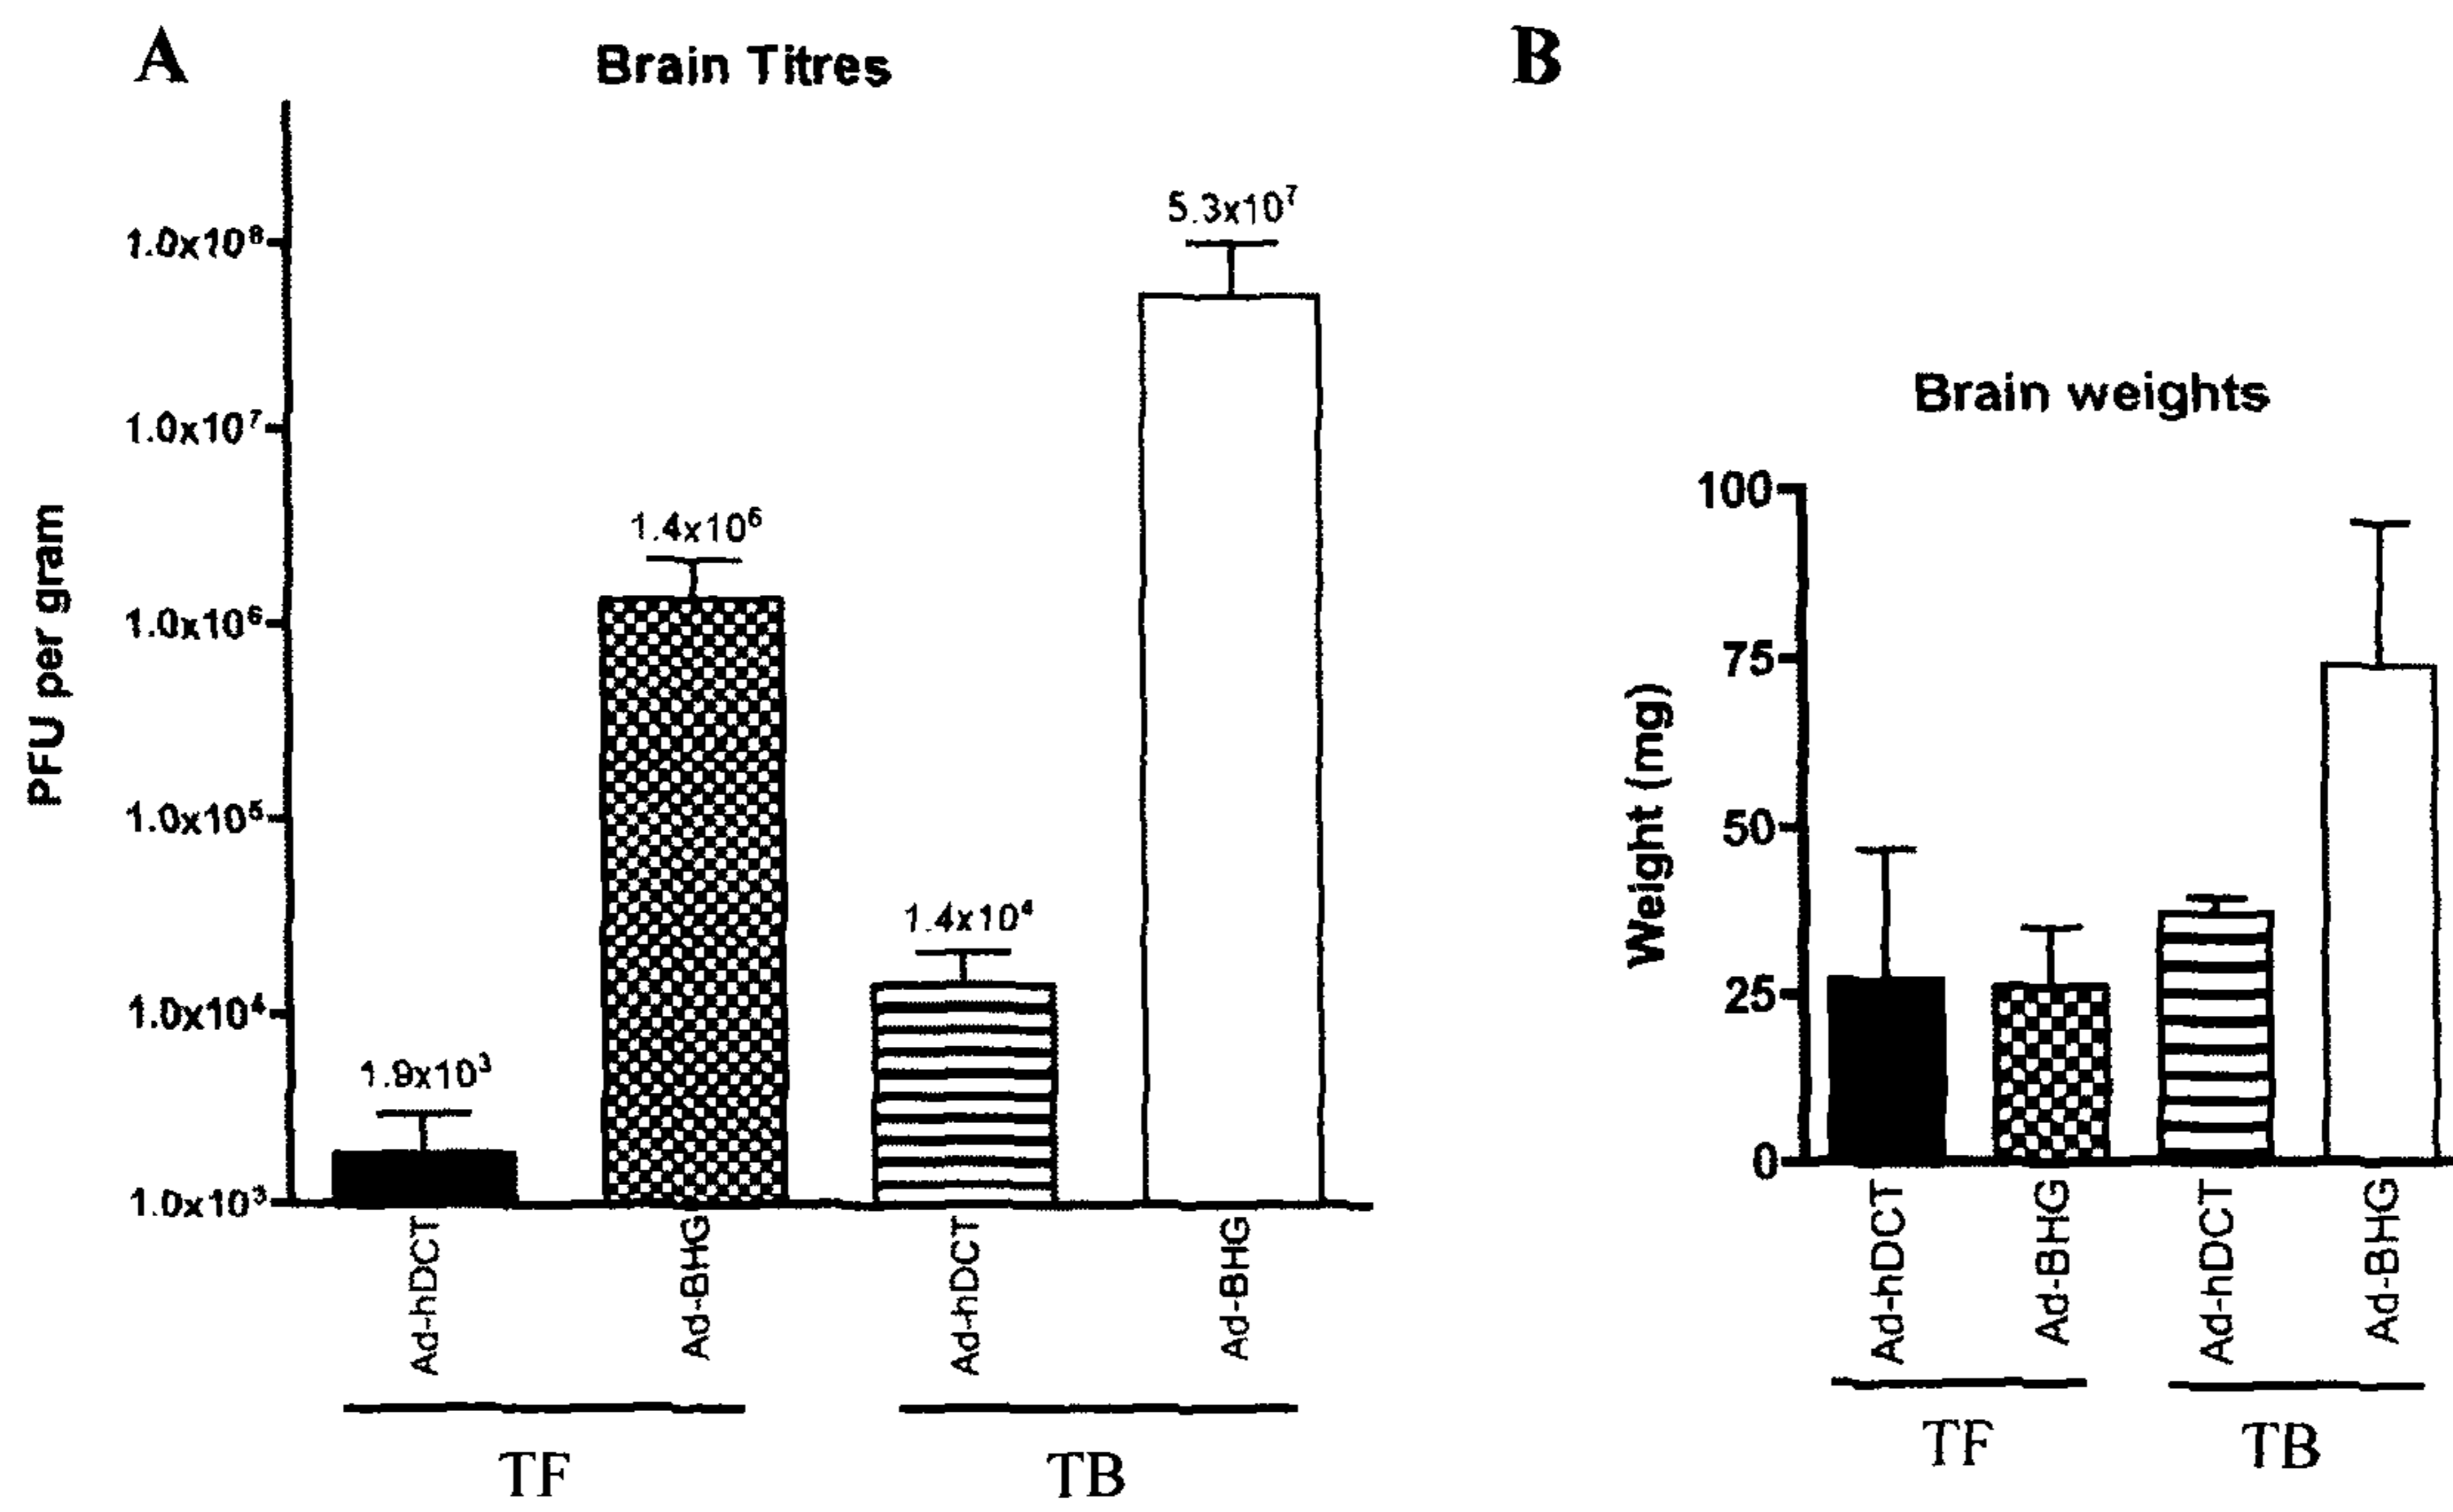 A
Brain Titres
PFU per gram
1.0x10⁸
1.0x10⁷
1.0x10⁶
1.0x10⁵
1.0x10⁴
1.0x10³
1.9x10³
1.4x10⁶
1.4x10⁴
5.3x10⁷
Ad-hDCT
Ad-BHG
Ad-hDCT
Ad-BHG
TF
TB
B
Brain weights
Weight (mg)
100
75
50
25
0
Ad-hDCT
Ad-BHG
Ad-hDCT
Ad-BHG
TF
TB